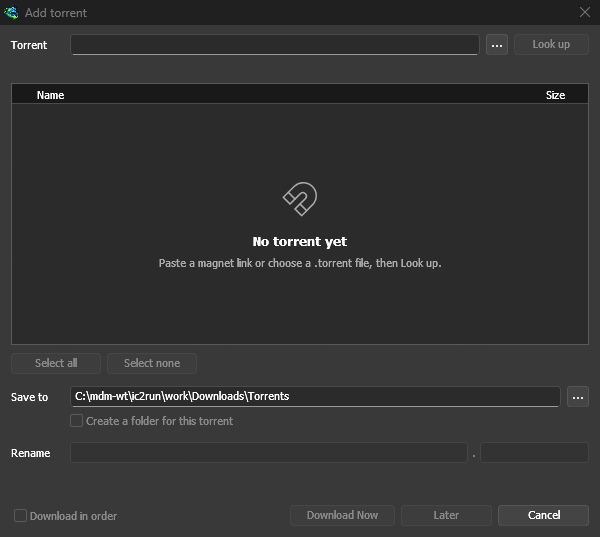 Add torrent
Torrent
...
Look up
Name
Size
No torrent yet
Paste a magnet link or choose a .torrent file, then Look up.
Select all
Select none
Save to
C:\mdm-wt\ic2run\work\Downloads\Torrents
...
Create a folder for this torrent
Rename
.
Download in order
Download Now
Later
Cancel